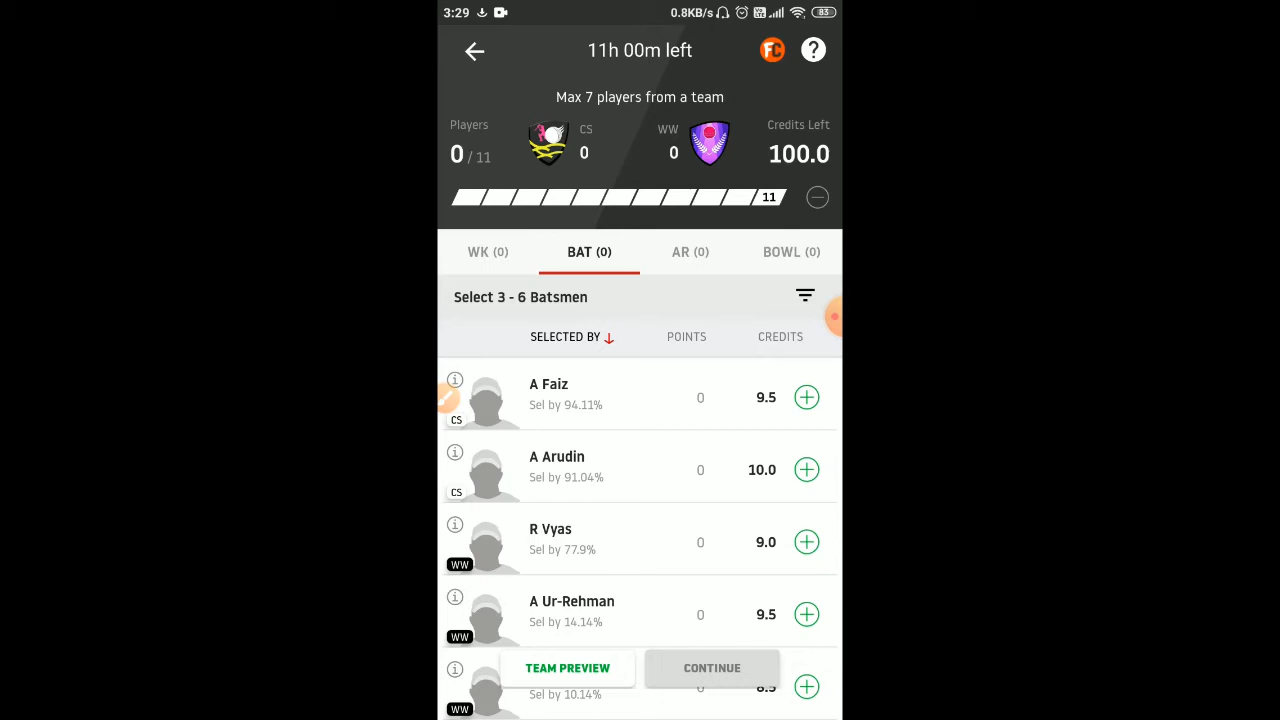 3:29 0.8KB/s 83
11h 00m left FC ?
Max 7 players from a team
Players CS WW Credits Left
0 / 11 0 0 100.0
11
WK (0) BAT (0) AR (0) BOWL (0)
Select 3 - 6 Batsmen
SELECTED BY POINTS CREDITS
A Faiz
Sel by 94.11% 0 9.5
CS
A Arudin
Sel by 91.04% 0 10.0
CS
R Vyas
Sel by 77.9% 0 9.0
WW
A Ur-Rehman
Sel by 14.14% 0 9.5
WW
TEAM PREVIEW CONTINUE
Sel by 10.14% 0 8.5
WW